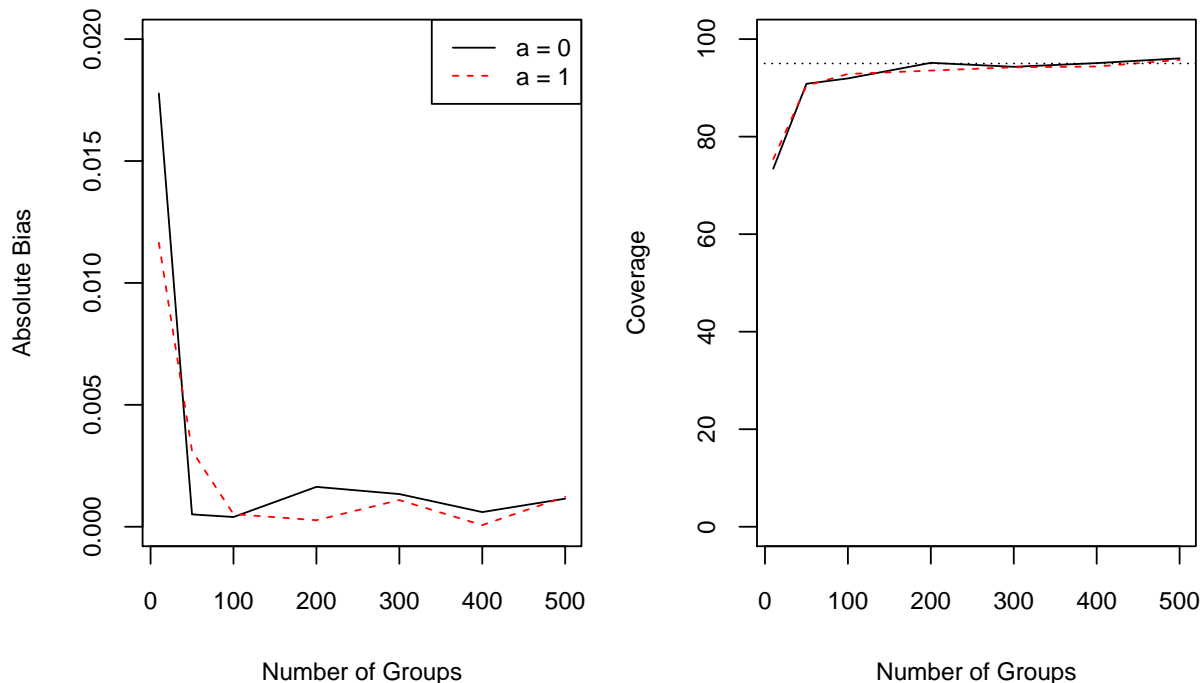 Absolute Bias
0.020
0.015
0.010
0.005
0.000
a = 0
a = 1
0 100 200 300 400 500
Number of Groups
Coverage
100
80
60
40
20
0
0 100 200 300 400 500
Number of Groups